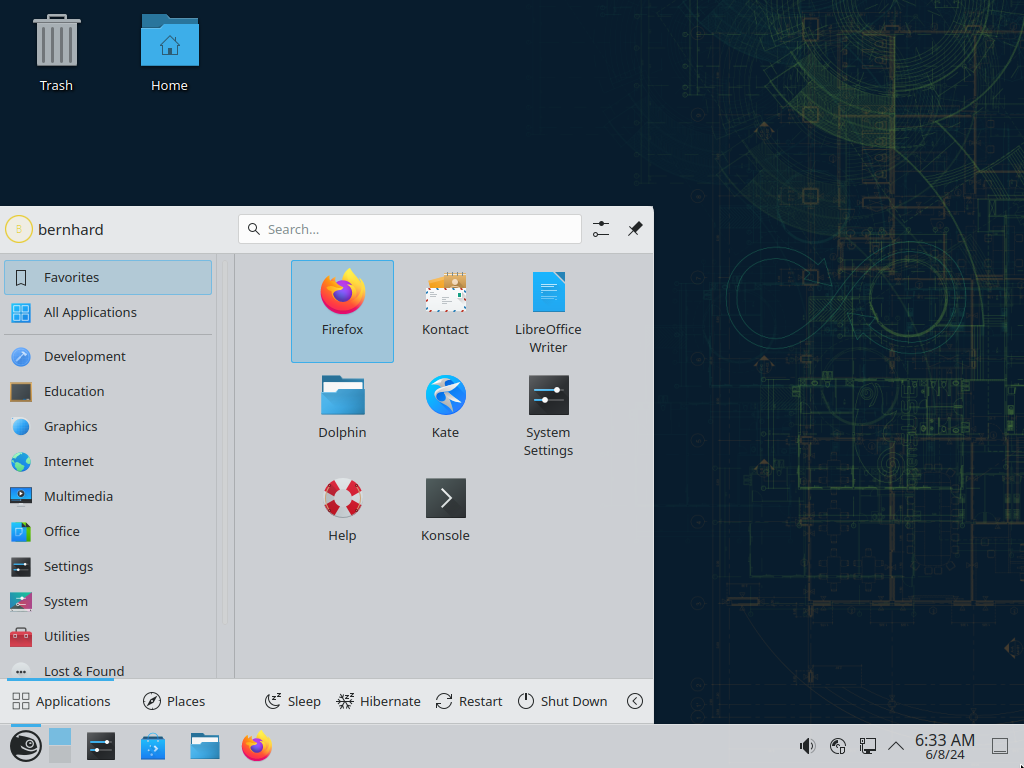 Trash
Home
B
bernhard
Search...
Favorites
All Applications
Development
Education
Graphics
Internet
Multimedia
Office
Settings
System
Utilities
Lost & Found
Firefox
Kontact
LibreOffice
Writer
Dolphin
Kate
System
Settings
Help
Konsole
Applications
Places
Sleep
Hibernate
Restart
Shut Down
6:33 AM
6/8/24